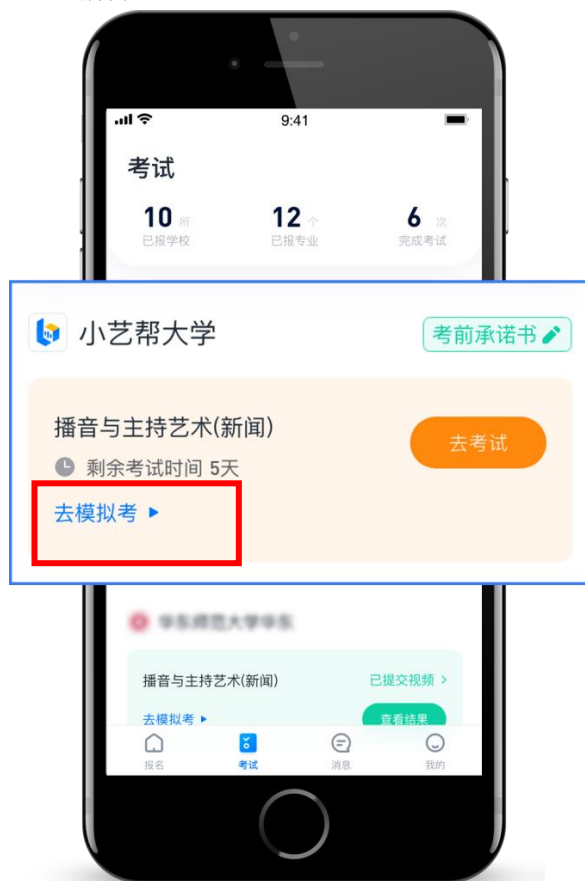 9:41
考试
10 所 12 个 6 次
已报学校 已报专业 完成考试
小艺帮大学 考前承诺书
播音与主持艺术(新闻) 去考试
剩余考试时间 5天
去模拟考
播音与主持艺术(新闻) 已提交视频 >
去模拟考 查看结果
报名 考试 消息 我的